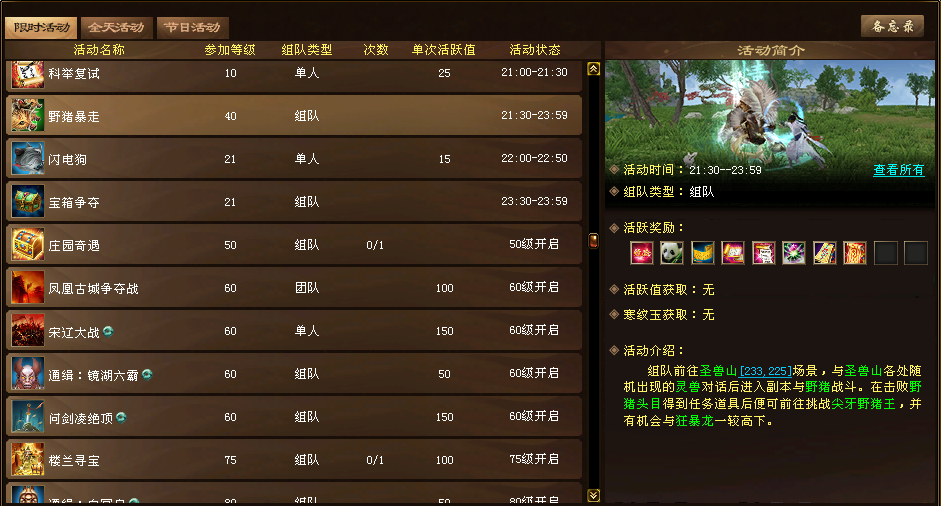 限时活动 全天活动 节日活动 备忘录
活动名称 参加等级 组队类型 次数 单次活跃值 活动状态
科举复试 10 单人 25 21:00-21:30
野猪暴走 40 组队 21:30-23:59
闪电狗 21 单人 15 22:00-22:50
宝箱争夺 21 组队 23:30-23:59
庄园奇遇 50 组队 0/1 50级开启
凤凰古城争夺战 60 团队 100 60级开启
宋辽大战 60 单人 150 60级开启
通缉：镜湖六霸 60 组队 50 60级开启
问剑凌绝顶 60 组队 150 60级开启
楼兰寻宝 75 组队 0/1 100 75级开启
通缉： 80 组队 50 80级开启
活动简介
活动时间：21:30--23:59 查看所有
组队类型：组队
活跃奖励：
活跃值获取：无
寒纹玉获取：无
活动介绍：
组队前往圣兽山[233,225]场景，与圣兽山各处随
机出现的灵兽对话后进入副本与野猪战斗。在击败野
猪头目得到任务道具后便可前往挑战尖牙野猪王，并
有机会与狂暴龙一较高下。